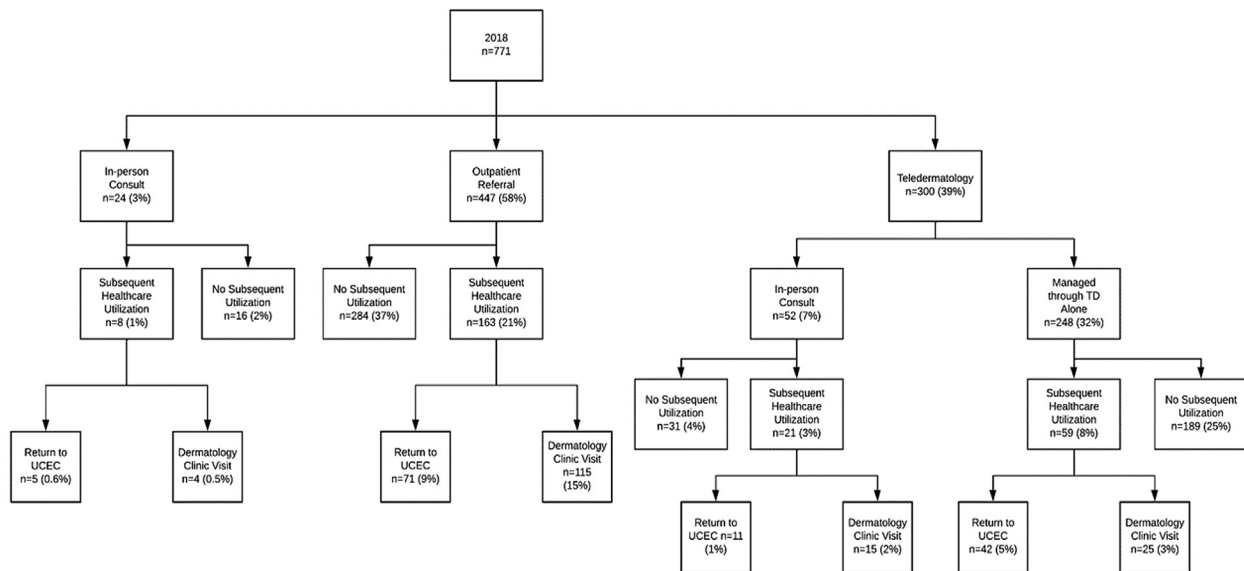 2018
n=771
In-person
Consult
n=24 (3%)
Outpatient
Referral
n=447 (58%)
Teledermatology
n=300 (39%)
Subsequent
Healthcare
Utilization
n=8 (1%)
No Subsequent
Utilization
n=16 (2%)
No Subsequent
Utilization
n=284 (37%)
Subsequent
Healthcare
Utilization
n=163 (21%)
In-person
Consult
n=52 (7%)
Managed
through TD
Alone
n=248 (32%)
No Subsequent
Utilization
n=31 (4%)
Subsequent
Healthcare
Utilization
n=21 (3%)
Subsequent
Healthcare
Utilization
n=59 (8%)
No Subsequent
Utilization
n=189 (25%)
Return to
UCEC
n=5 (0.6%)
Dermatology
Clinic Visit
n=4 (0.5%)
Return to
UCEC
n=71 (9%)
Dermatology
Clinic Visit
n=115
(15%)
Return to
UCEC n=11
(1%)
Dermatology
Clinic Visit
n=15 (2%)
Return to
UCEC
n=42 (5%)
Dermatology
Clinic Visit
n=25 (3%)